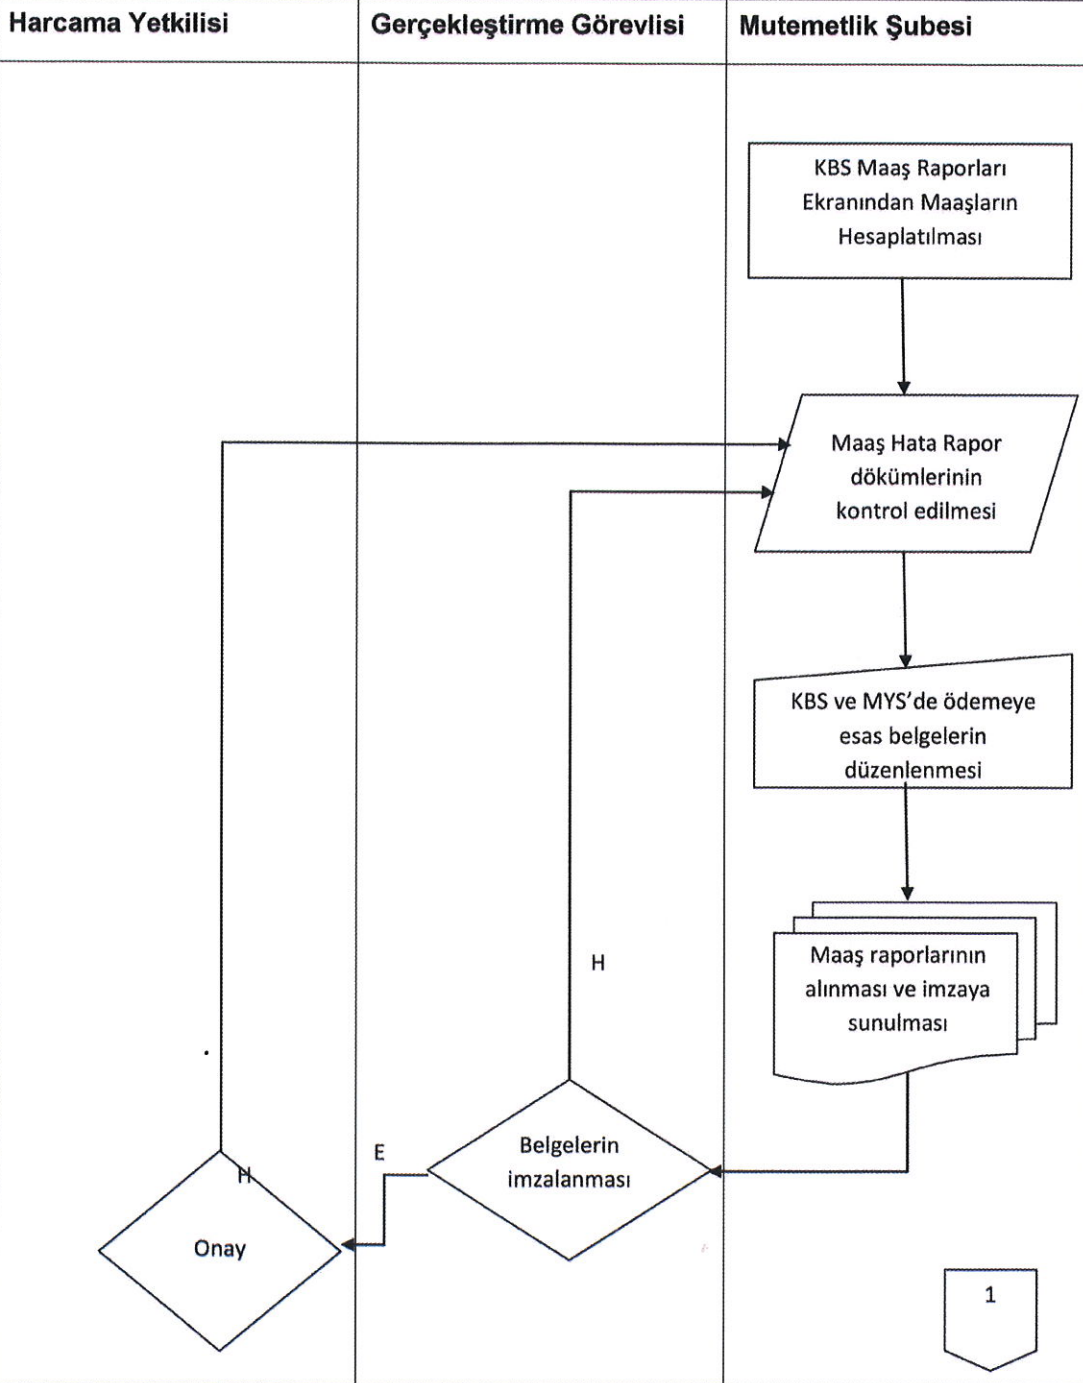 Harcama Yetkilisi
Gerçekleştirme Görevlisi
Mutemetlik Şubesi
KBS Maaş Raporları
Ekranından Maaşların
Hesaplatılması
Maaş Hata Rapor
dökümlerinin
kontrol edilmesi
KBS ve MYS’de ödemeye
esas belgelerin
düzenlenmesi
Maaş raporlarının
alınması ve imzaya
sunulması
H
Belgelerin
imzalanması
E
H
Onay
1